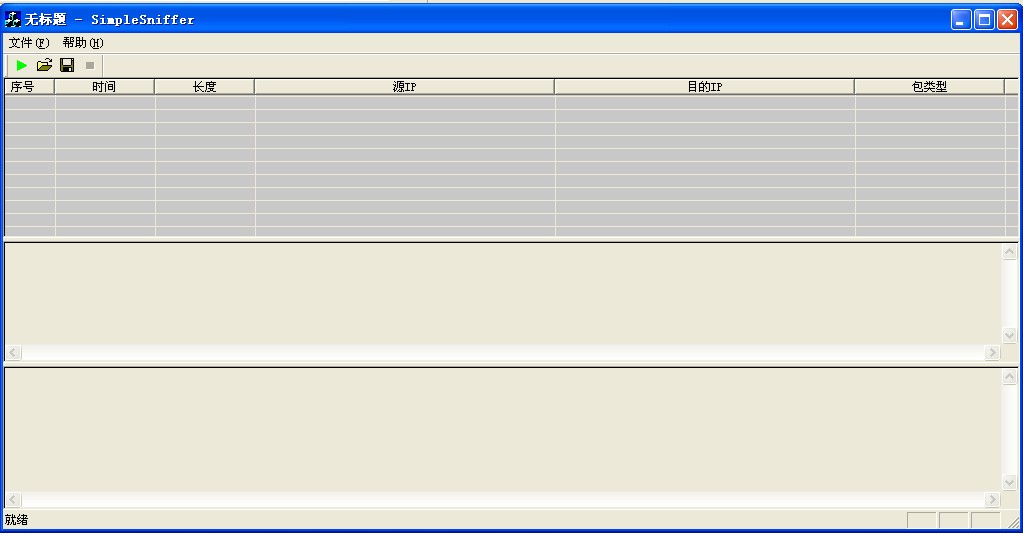 无标题 - SimpleSniffer
文件(F) 帮助(H)
序号 时间 长度 源IP 目的IP 包类型
就绪